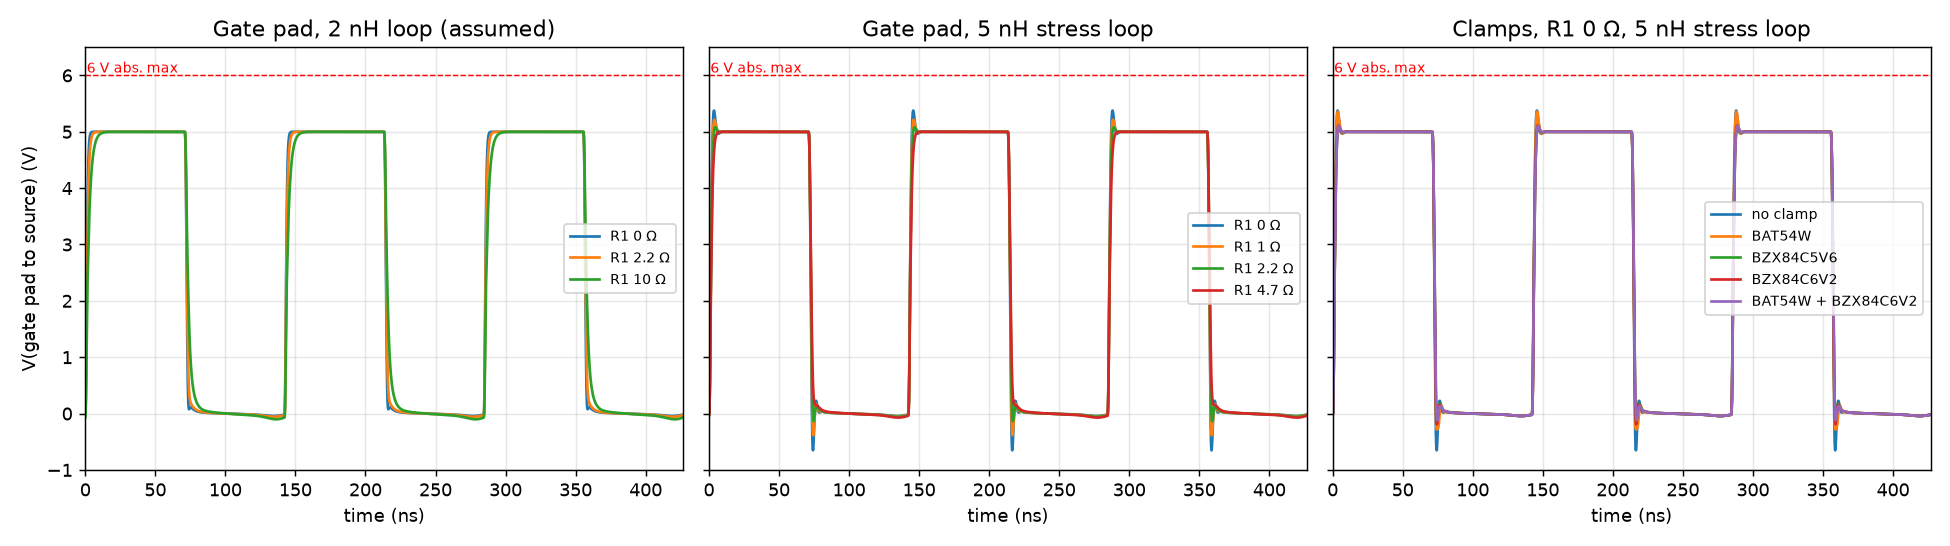 Gate pad, 2 nH loop (assumed)
6 V abs. max
V(gate pad to source) (V)
6
5
4
3
2
1
0
−1
R1 0 Ω
R1 2.2 Ω
R1 10 Ω
0 50 100 150 200 250 300 350 400
time (ns)
Gate pad, 5 nH stress loop
6 V abs. max
R1 0 Ω
R1 1 Ω
R1 2.2 Ω
R1 4.7 Ω
0 50 100 150 200 250 300 350 400
time (ns)
Clamps, R1 0 Ω, 5 nH stress loop
6 V abs. max
no clamp
BAT54W
BZX84C5V6
BZX84C6V2
BAT54W + BZX84C6V2
0 50 100 150 200 250 300 350 400
time (ns)